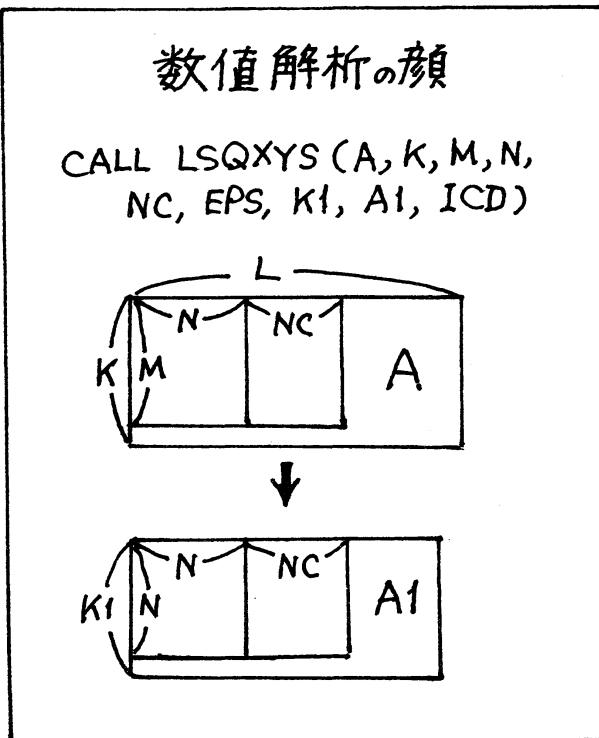 数値解析の顔
CALL LSQXYS (A, K, M, N,
NC, EPS, K1, A1, ICD)
L
N
NC
K
M
A
N
NC
K1
N
A1